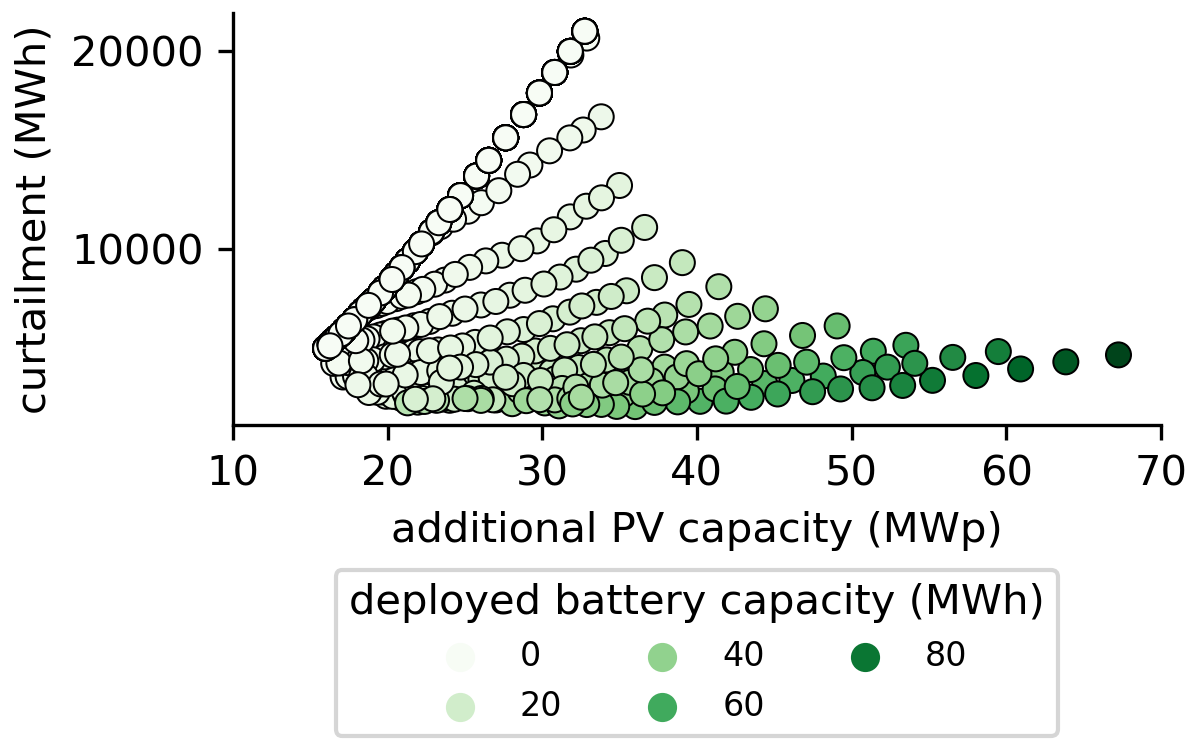 curtailment (MWh)
20000
10000
10 20 30 40 50 60 70
additional PV capacity (MWp)
deployed battery capacity (MWh)
0 40 80
20 60